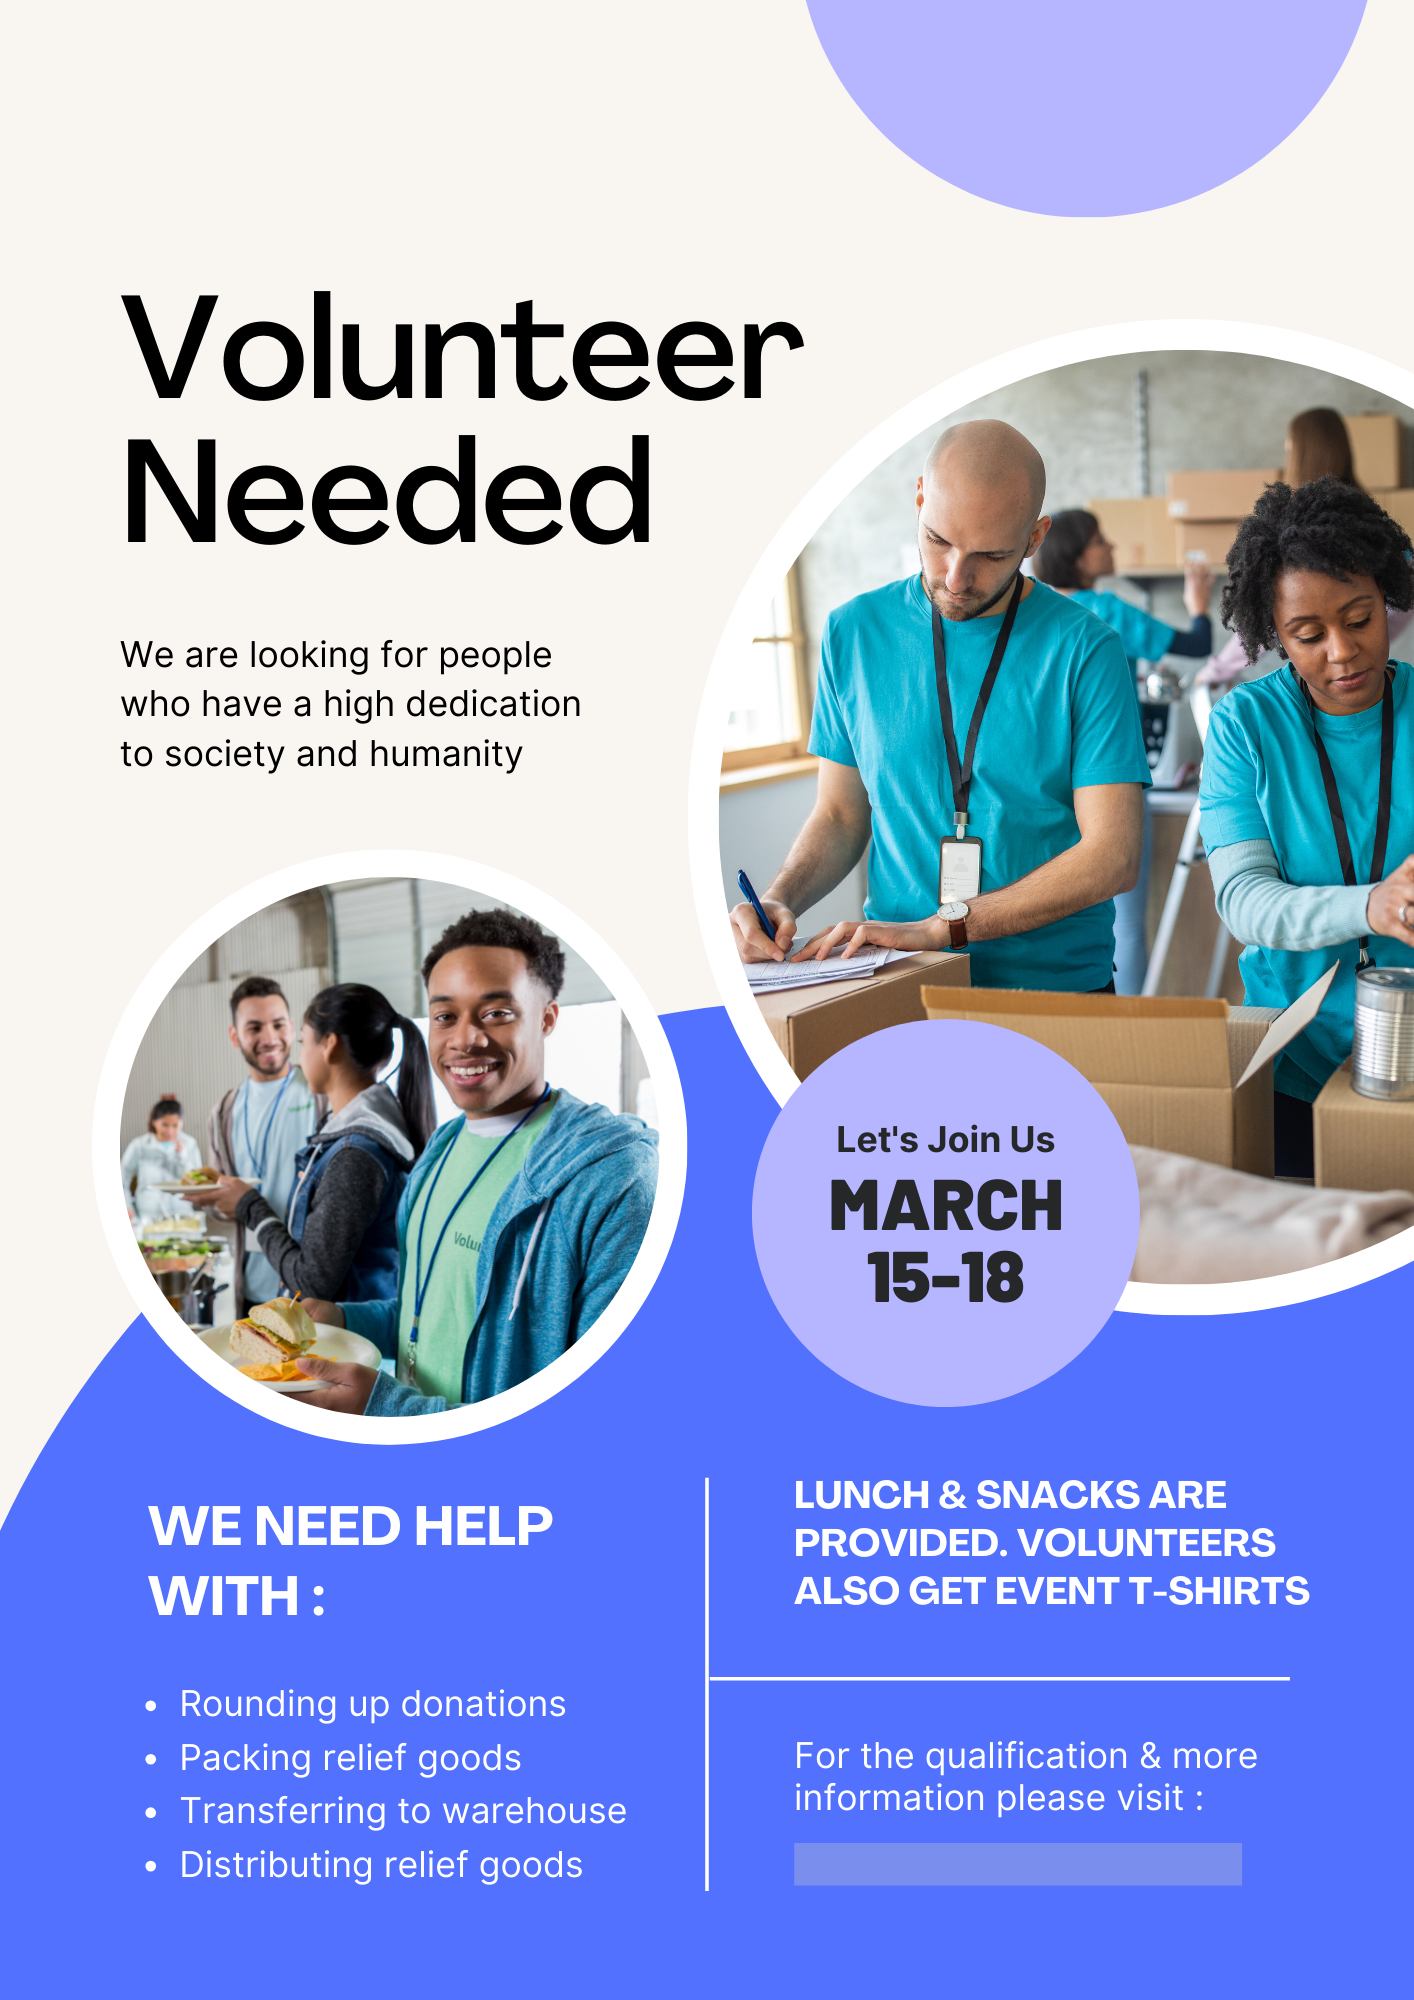 Volunteer
Needed
We are looking for people
who have a high dedication
to society and humanity
Let's Join Us
MARCH
15-18
WE NEED HELP
WITH :
• Rounding up donations
• Packing relief goods
• Transferring to warehouse
• Distributing relief goods
LUNCH & SNACKS ARE
PROVIDED. VOLUNTEERS
ALSO GET EVENT T-SHIRTS
For the qualification & more
information please visit :